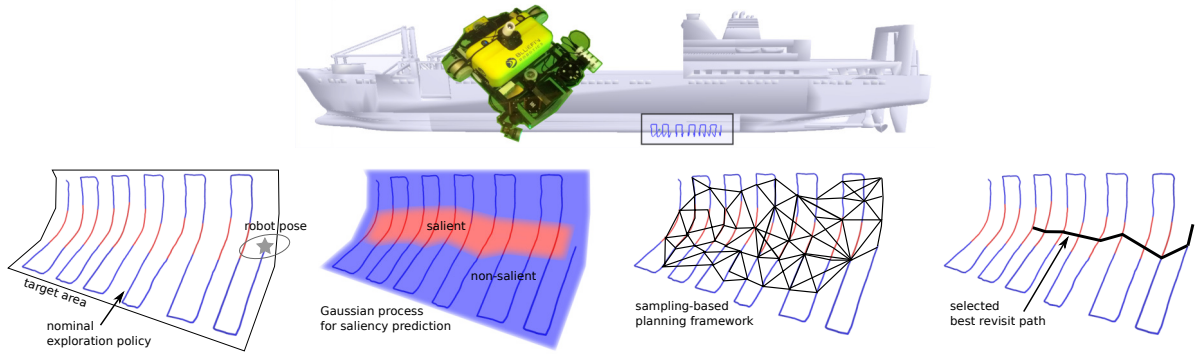 BLUEFIN
robot pose
target area
nominal
exploration policy
salient
non-salient
Gaussian process
for saliency prediction
sampling-based
planning framework
selected
best revisit path